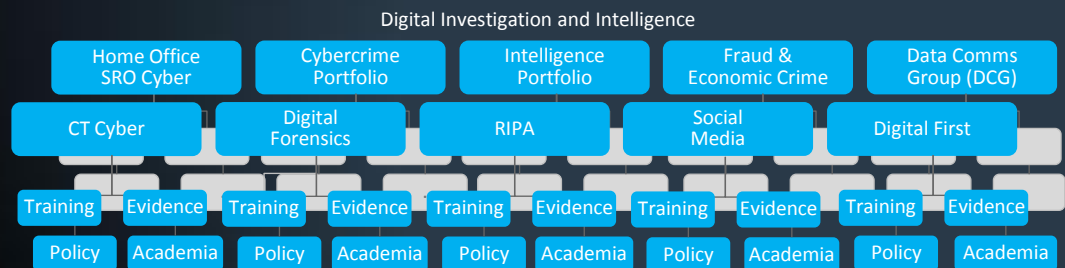 Digital Investigation and Intelligence
Home Office
SRO Cyber
Cybercrime
Portfolio
Intelligence
Portfolio
Fraud &
Economic Crime
Data Comms
Group (DCG)
CT Cyber
Digital
Forensics
RIPA
Social
Media
Digital First
Training
Evidence
Training
Evidence
Training
Evidence
Training
Evidence
Training
Evidence
Policy
Academia
Policy
Academia
Policy
Academia
Policy
Academia
Policy
Academia